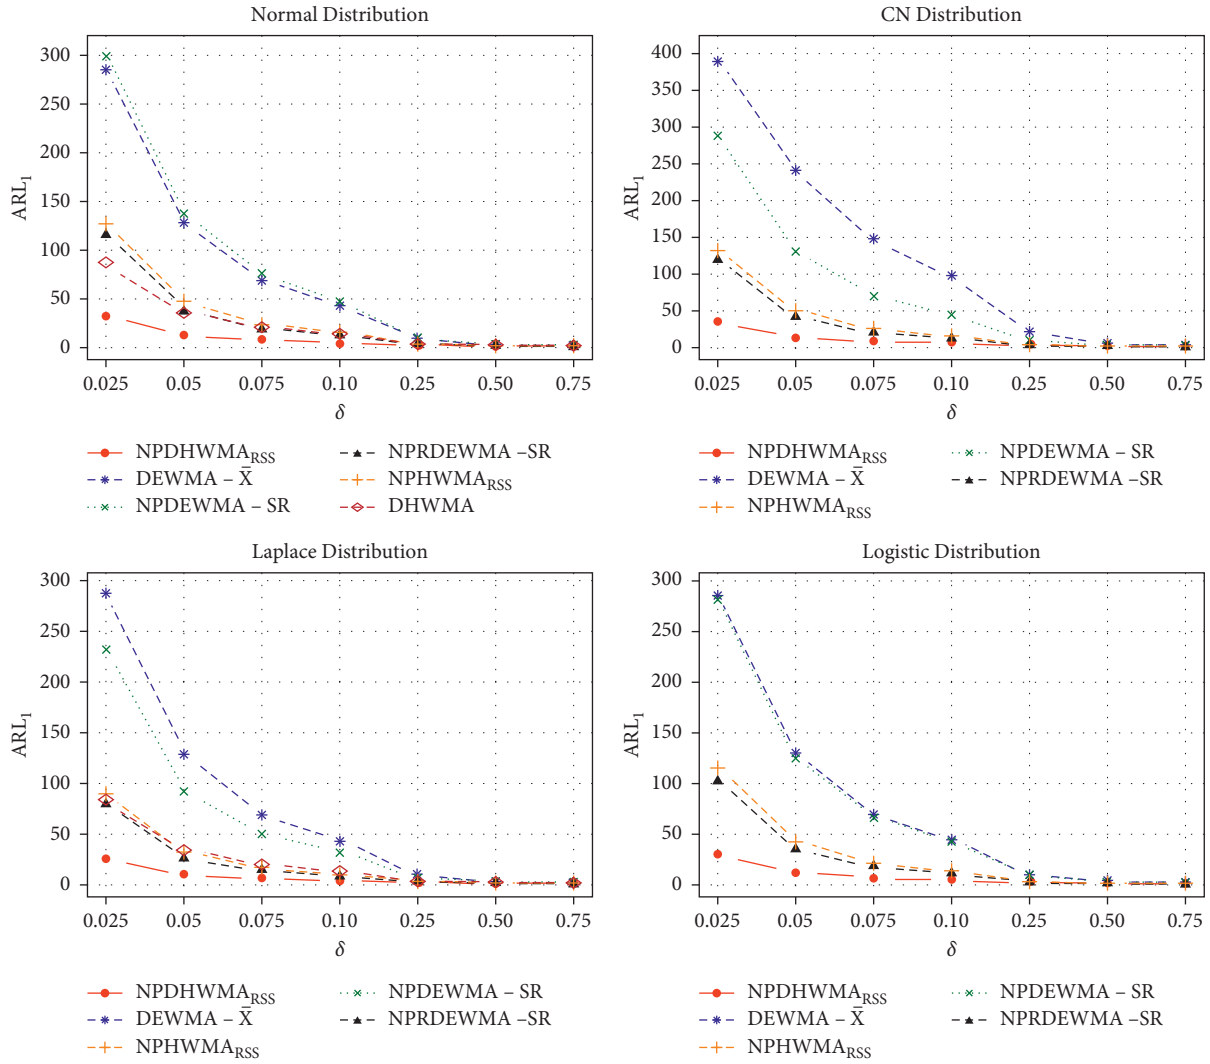 Normal Distribution
300
250
200
150
100
50
0
ARL1
0.025 0.05 0.075 0.10 0.25 0.50 0.75
δ
NPDHWMARSS
DEWMA – X̄
NPDEWMA – SR
NPRDEWMA –SR
NPHWMARSS
DHWMA
CN Distribution
400
350
300
250
200
150
100
50
0
ARL1
0.025 0.05 0.075 0.10 0.25 0.50 0.75
δ
NPDHWMARSS
DEWMA – X̄
NPHWMARSS
NPDEWMA – SR
NPRDEWMA –SR
Laplace Distribution
300
250
200
150
100
50
0
ARL1
0.025 0.05 0.075 0.10 0.25 0.50 0.75
δ
NPDHWMARSS
DEWMA – X̄
NPHWMARSS
NPDEWMA – SR
NPRDEWMA –SR
Logistic Distribution
300
250
200
150
100
50
0
ARL1
0.025 0.05 0.075 0.10 0.25 0.50 0.75
δ
NPDHWMARSS
DEWMA – X̄
NPHWMARSS
NPDEWMA – SR
NPRDEWMA –SR